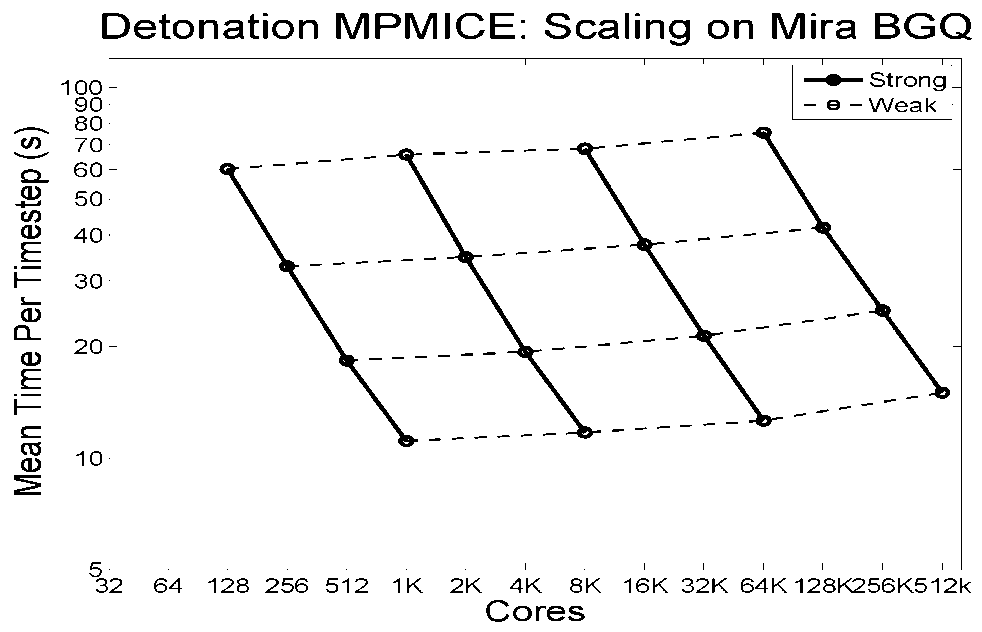 Detonation MPMICE: Scaling on Mira BGQ
Strong
Weak
Mean Time Per Timestep (s)
100
90
80
70
60
50
40
30
20
10
5
32 64 128 256 512 1K 2K 4K 8K 16K 32K 64K 128K 256K 512k
Cores